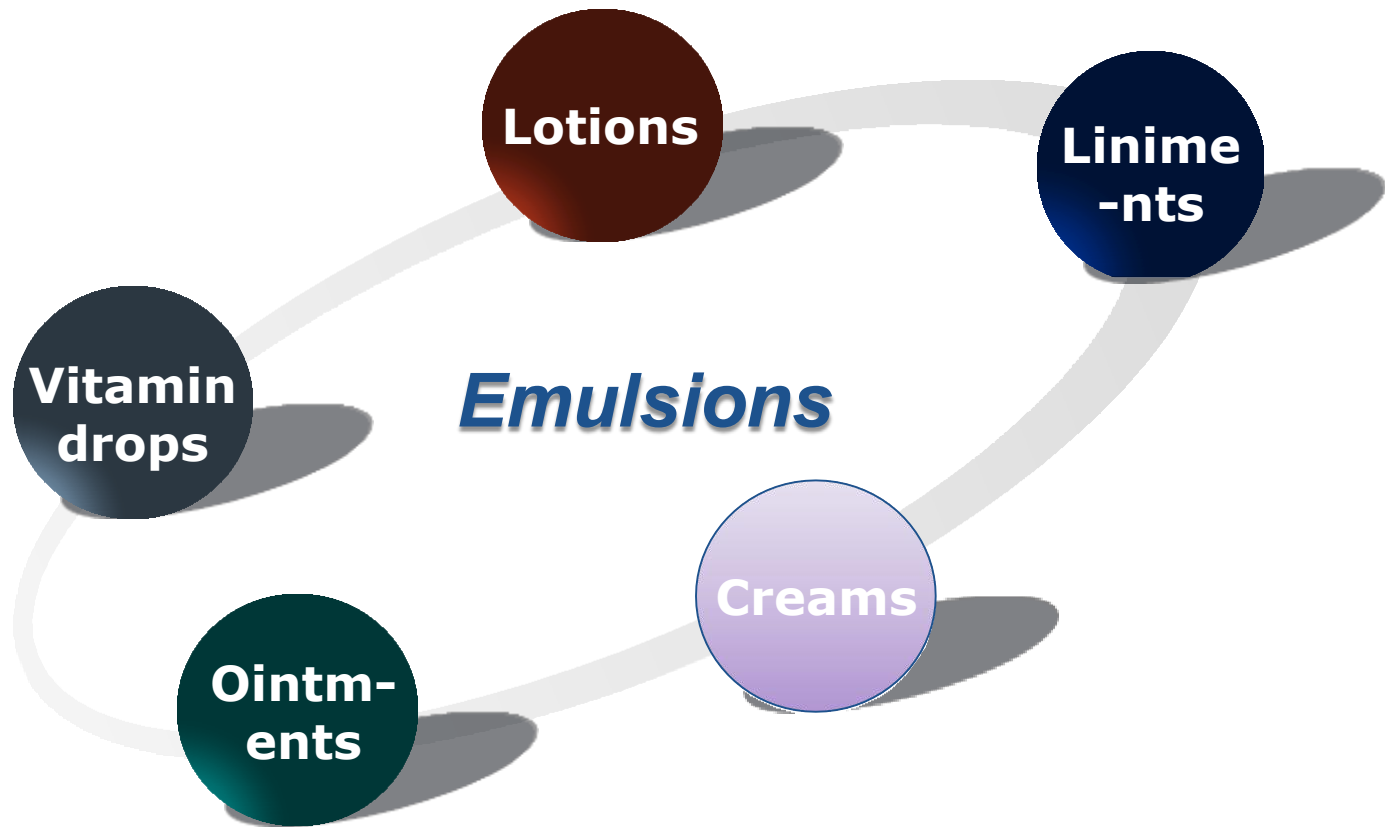 Lotions
Linime
-nts
Vitamin
drops
Emulsions
Creams
Ointm-
ents